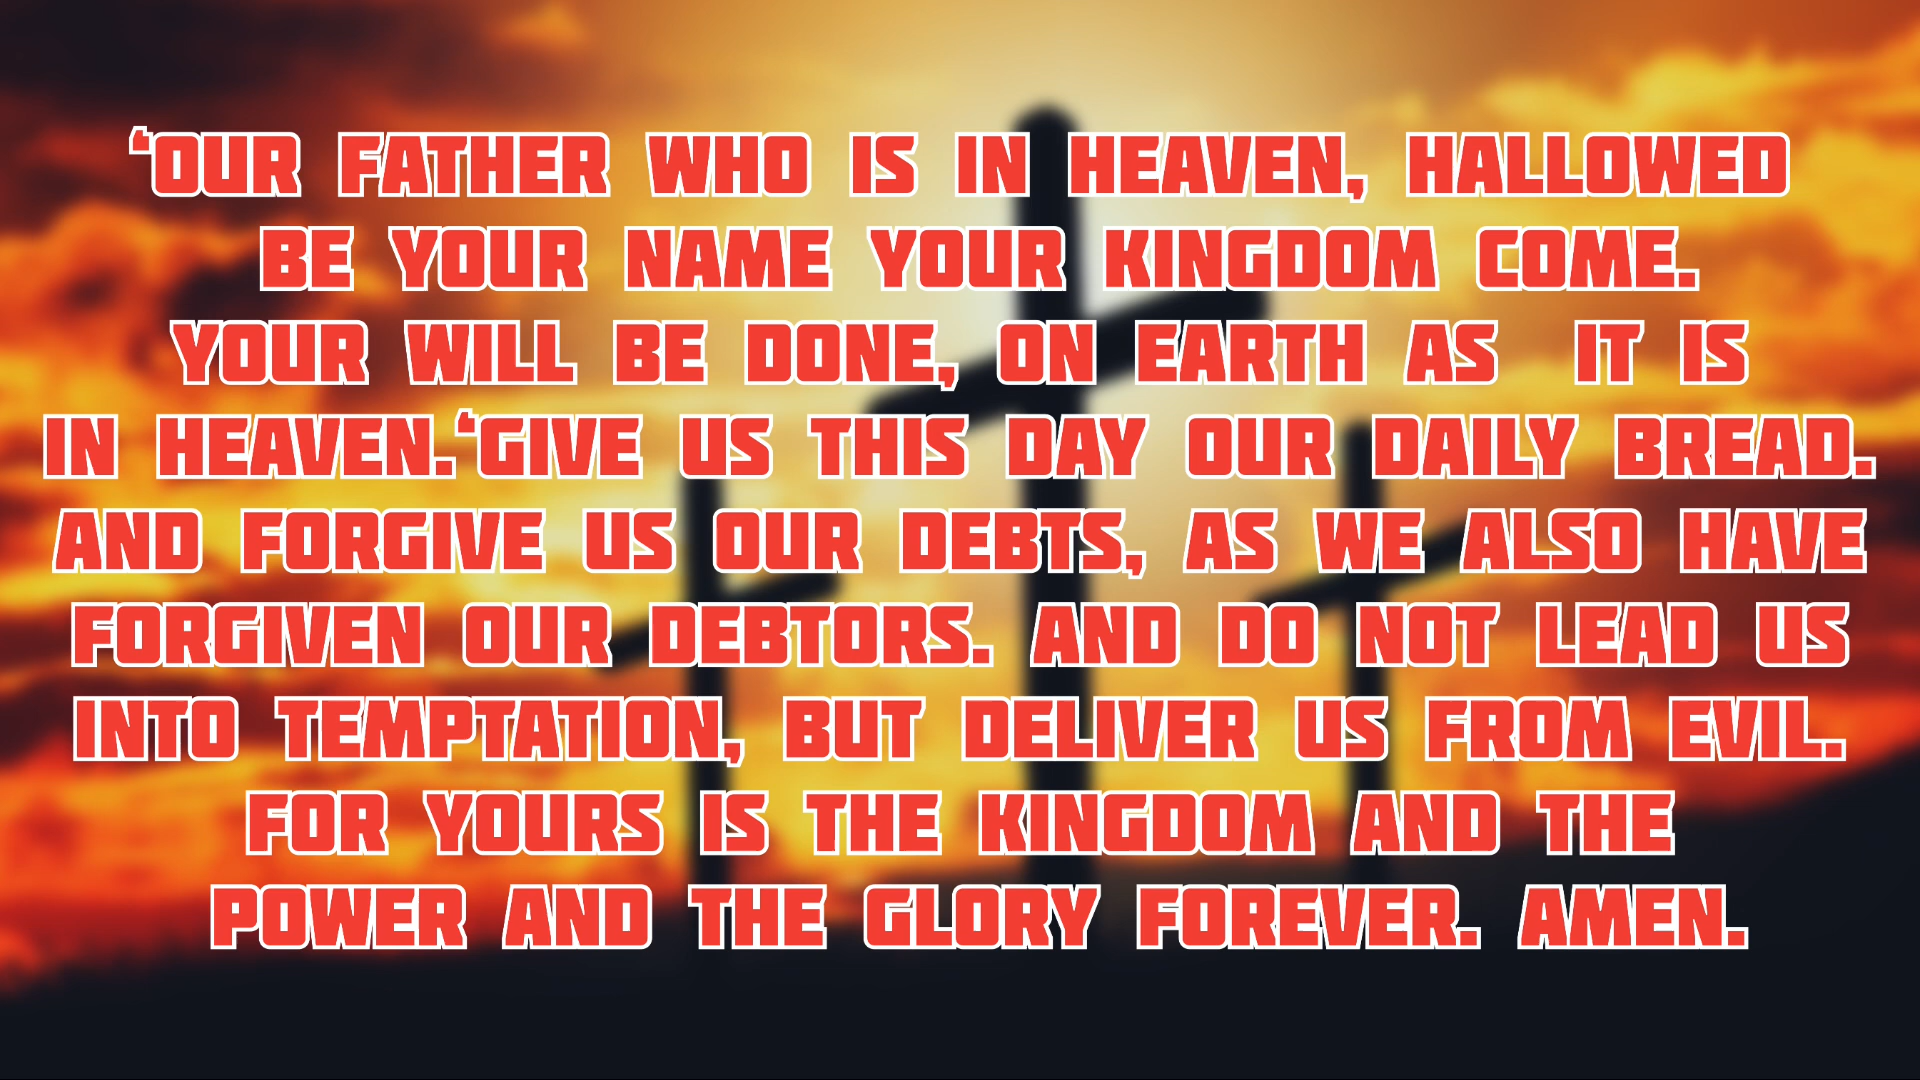 ‘OUR FATHER WHO IS IN HEAVEN, HALLOWED
BE YOUR NAME YOUR KINGDOM COME.
YOUR WILL BE DONE, ON EARTH AS IT IS
IN HEAVEN.‘GIVE US THIS DAY OUR DAILY BREAD.
AND FORGIVE US OUR DEBTS, AS WE ALSO HAVE
FORGIVEN OUR DEBTORS. AND DO NOT LEAD US
INTO TEMPTATION, BUT DELIVER US FROM EVIL.
FOR YOURS IS THE KINGDOM AND THE
POWER AND THE GLORY FOREVER. AMEN.